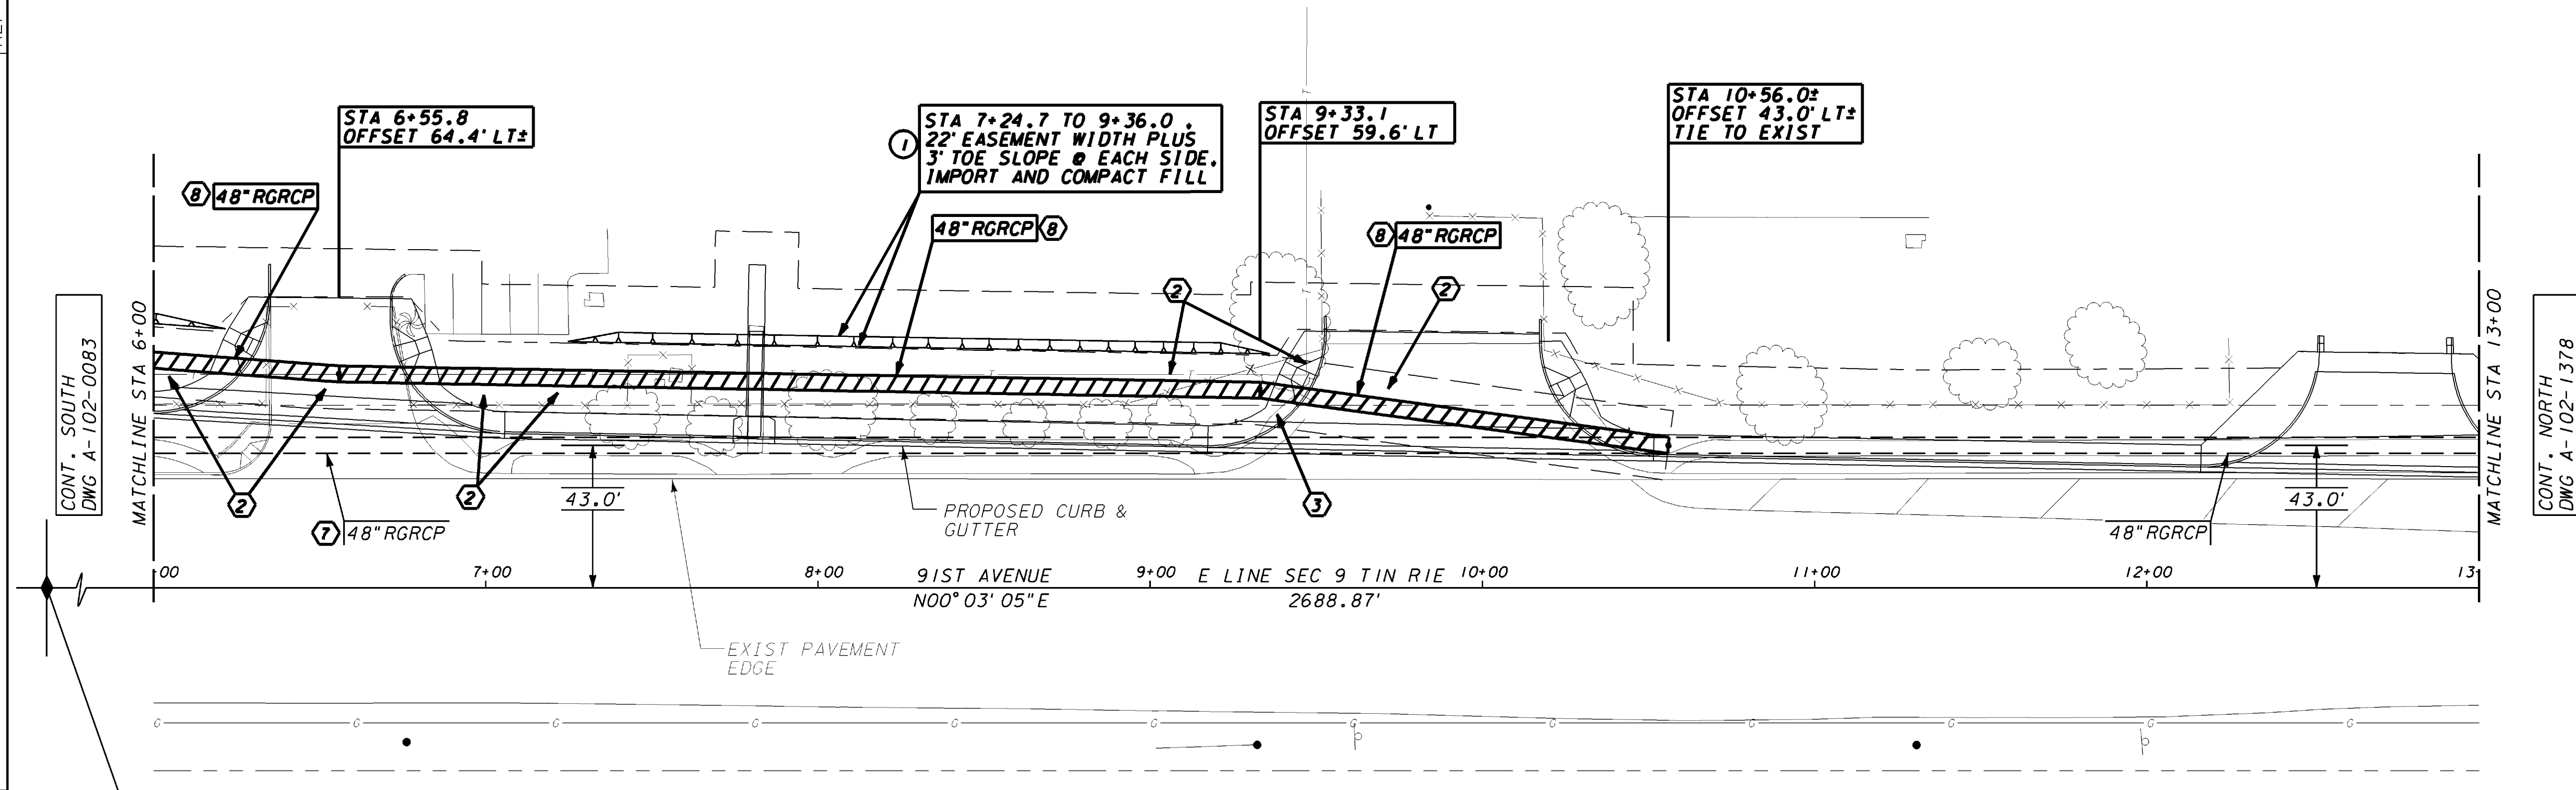 STA 6+55.8
OFFSET 64.4' LT±
1
STA 7+24.7 TO 9+36.0 .
22' EASEMENT WIDTH PLUS
3' TOE SLOPE @ EACH SIDE.
IMPORT AND COMPACT FILL
STA 9+33.1
OFFSET 59.6' LT
STA 10+56.0±
OFFSET 43.0' LT±
TIE TO EXIST
8 48" RGRCP
48" RGRCP 8
8 48" RGRCP
2
2
CONT. SOUTH
DWG A-102-0083
MATCHLINE STA 6+00
MATCHLINE STA 13+00
CONT. NORTH
DWG A-102-1378
2
2
3
7 48" RGRCP
43.0'
PROPOSED CURB &
GUTTER
43.0'
48" RGRCP
+00
7+00
8+00
91ST AVENUE
9+00
E LINE SEC 9 T1N R1E
10+00
11+00
12+00
13+
N00° 03' 05" E
2688.87'
EXIST PAVEMENT
EDGE
G G G G G G G G G G G G